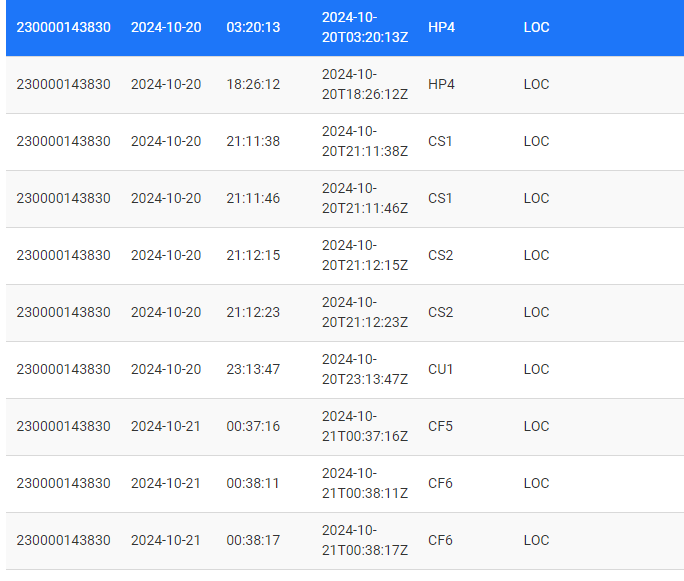 230000143830 2024-10-20 03:20:13 2024-10-
20T03:20:13Z HP4 LOC
230000143830 2024-10-20 18:26:12 2024-10-
20T18:26:12Z HP4 LOC
230000143830 2024-10-20 21:11:38 2024-10-
20T21:11:38Z CS1 LOC
230000143830 2024-10-20 21:11:46 2024-10-
20T21:11:46Z CS1 LOC
230000143830 2024-10-20 21:12:15 2024-10-
20T21:12:15Z CS2 LOC
230000143830 2024-10-20 21:12:23 2024-10-
20T21:12:23Z CS2 LOC
230000143830 2024-10-20 23:13:47 2024-10-
20T23:13:47Z CU1 LOC
230000143830 2024-10-21 00:37:16 2024-10-
21T00:37:16Z CF5 LOC
230000143830 2024-10-21 00:38:11 2024-10-
21T00:38:11Z CF6 LOC
230000143830 2024-10-21 00:38:17 2024-10-
21T00:38:17Z CF6 LOC